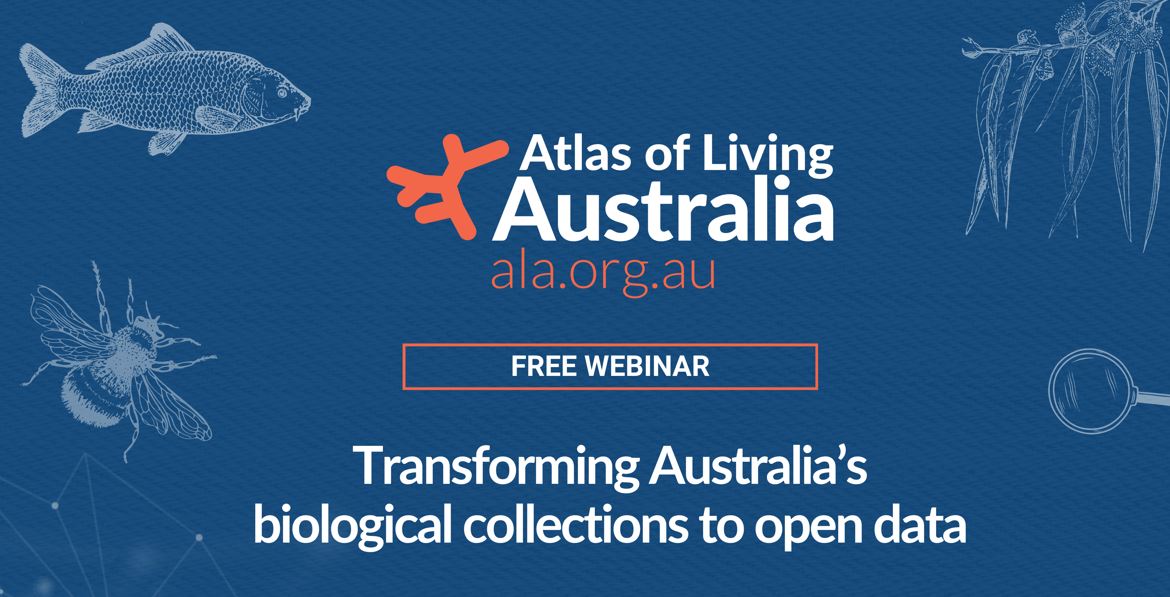 Atlas of Living
Australia
ala.org.au
FREE WEBINAR
Transforming Australia’s
biological collections to open data